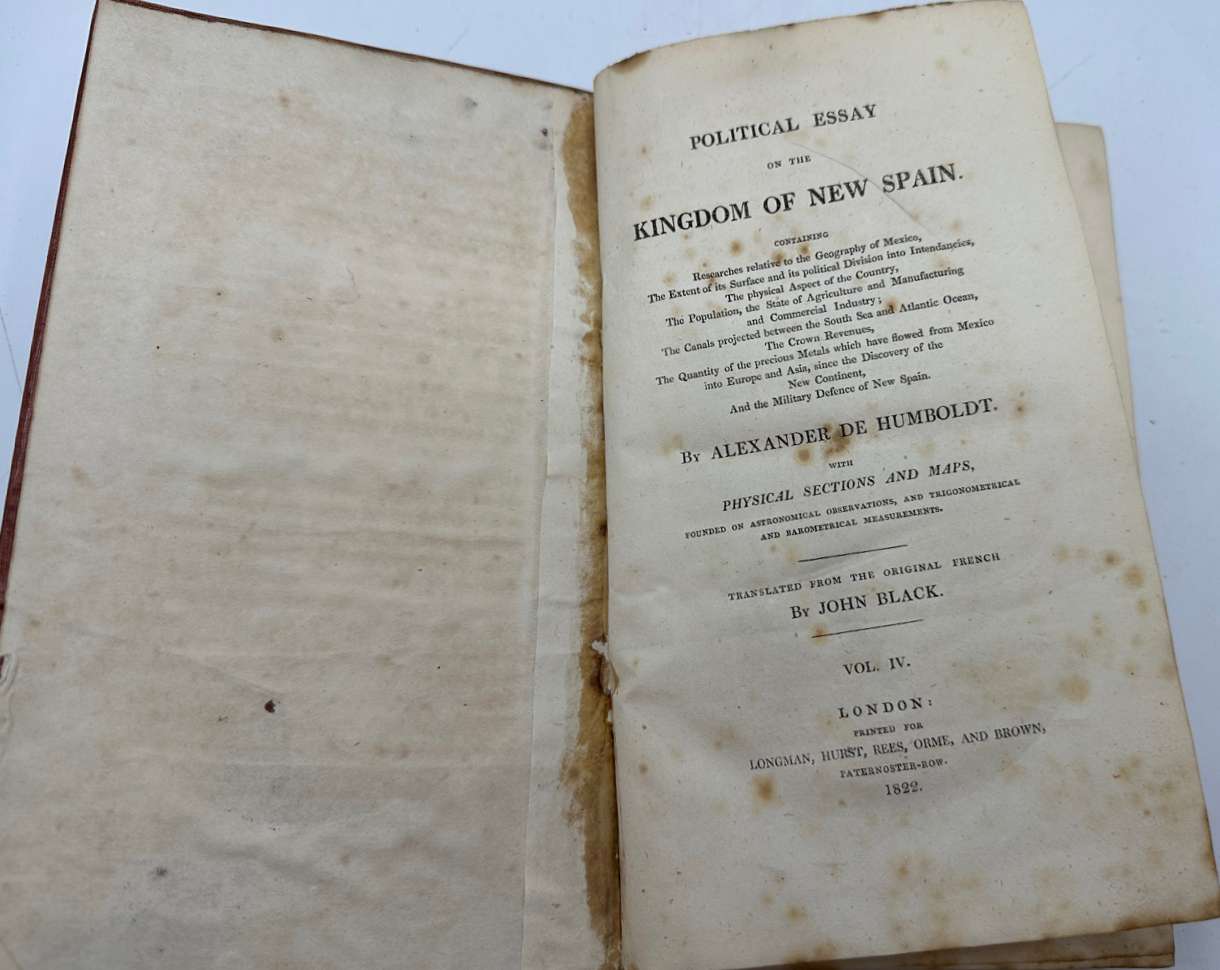 POLITICAL ESSAY
ON THE
KINGDOM OF NEW SPAIN.
CONTAINING
Researches relative to the Geography of Mexico,
The Extent of its Surface and its political Division into Intendancies,
The physical Aspect of the Country,
The Population, the State of Agriculture and Manufacturing
and Commercial Industry;
The Canals projected between the South Sea and Atlantic Ocean,
The Crown Revenues,
The Quantity of the precious Metals which have flowed from Mexico
into Europe and Asia, since the Discovery of the
New Continent,
And the Military Defence of New Spain.
By ALEXANDER DE HUMBOLDT.
WITH
PHYSICAL SECTIONS AND MAPS,
FOUNDED ON ASTRONOMICAL OBSERVATIONS, AND TRIGONOMETRICAL
AND BAROMETRICAL MEASUREMENTS.
TRANSLATED FROM THE ORIGINAL FRENCH
By JOHN BLACK.
VOL. IV.
LONDON:
PRINTED FOR
LONGMAN, HURST, REES, ORME, AND BROWN,
PATERNOSTER-ROW.
1822.